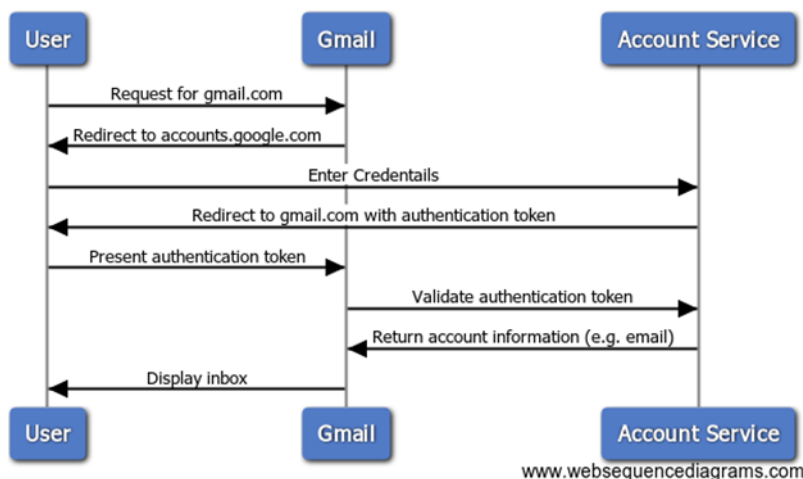 User Gmail Account Service
Request for gmail.com
Redirect to accounts.google.com
Enter Credentails
Redirect to gmail.com with authentication token
Present authentication token
Validate authentication token
Return account information (e.g. email)
Display inbox
User Gmail Account Service
www.websequencediagrams.com